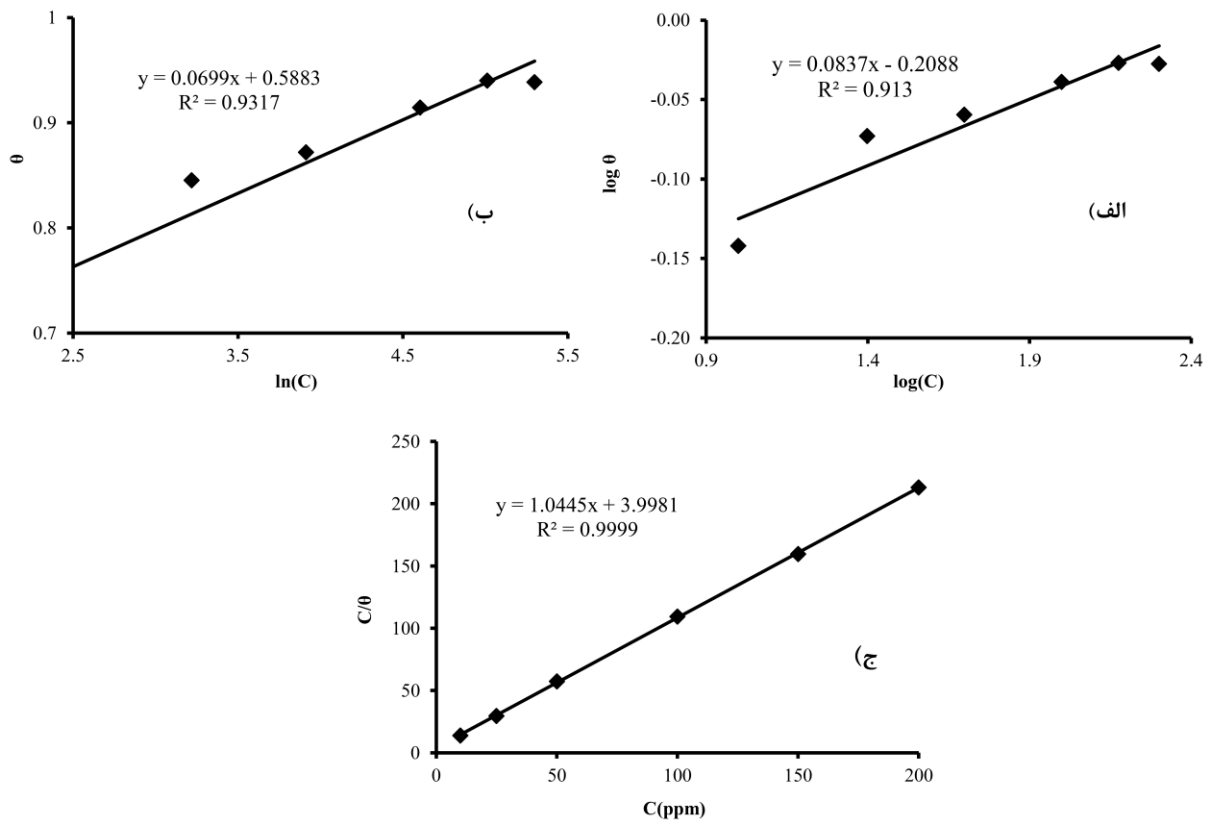 y = 0.0699x + 0.5883
R² = 0.9317
1
0.9
0.8
0.7
θ
2.5
3.5
4.5
5.5
ln(C)
ب)
y = 0.0837x - 0.2088
R² = 0.913
0.00
-0.05
-0.10
-0.15
-0.20
log θ
0.9
1.4
1.9
2.4
log(C)
الف)
y = 1.0445x + 3.9981
R² = 0.9999
250
200
150
100
50
0
C/θ
0
50
100
150
200
C(ppm)
ج)